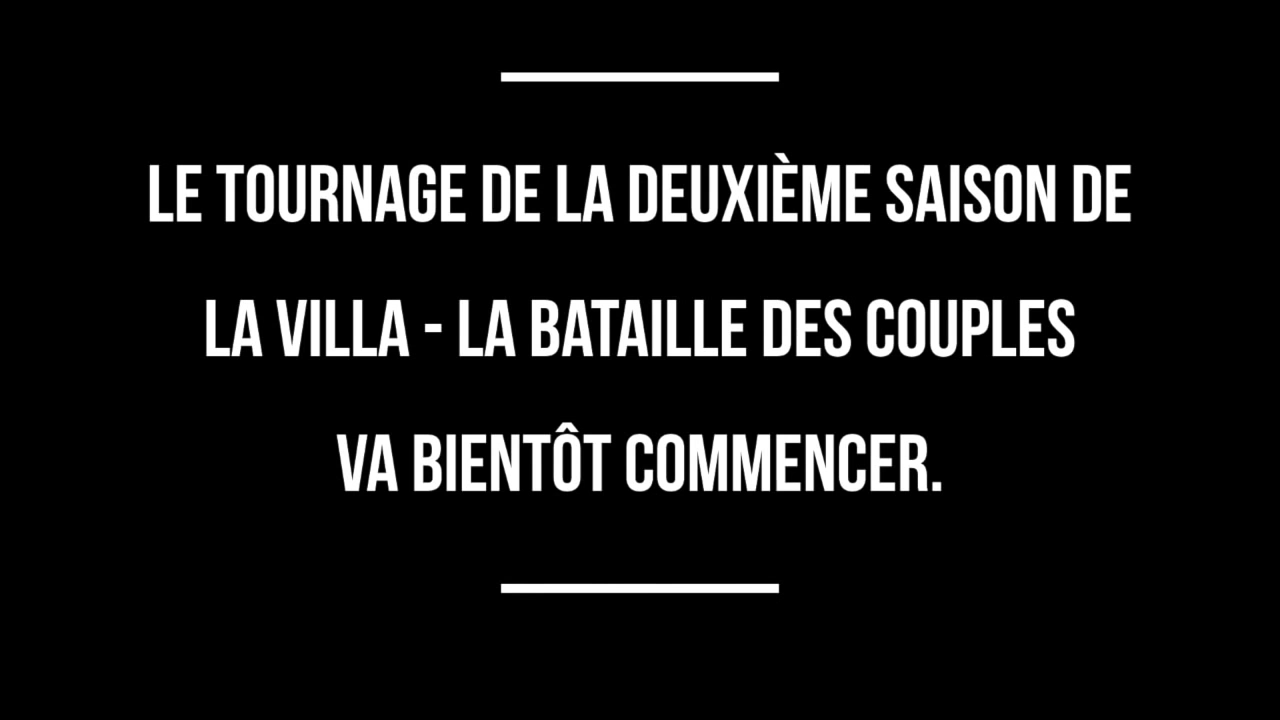 LE TOURNAGE DE LA DEUXIÈME SAISON DE
LA VILLA - LA BATAILLE DES COUPLES
VA BIENTÔT COMMENCER.